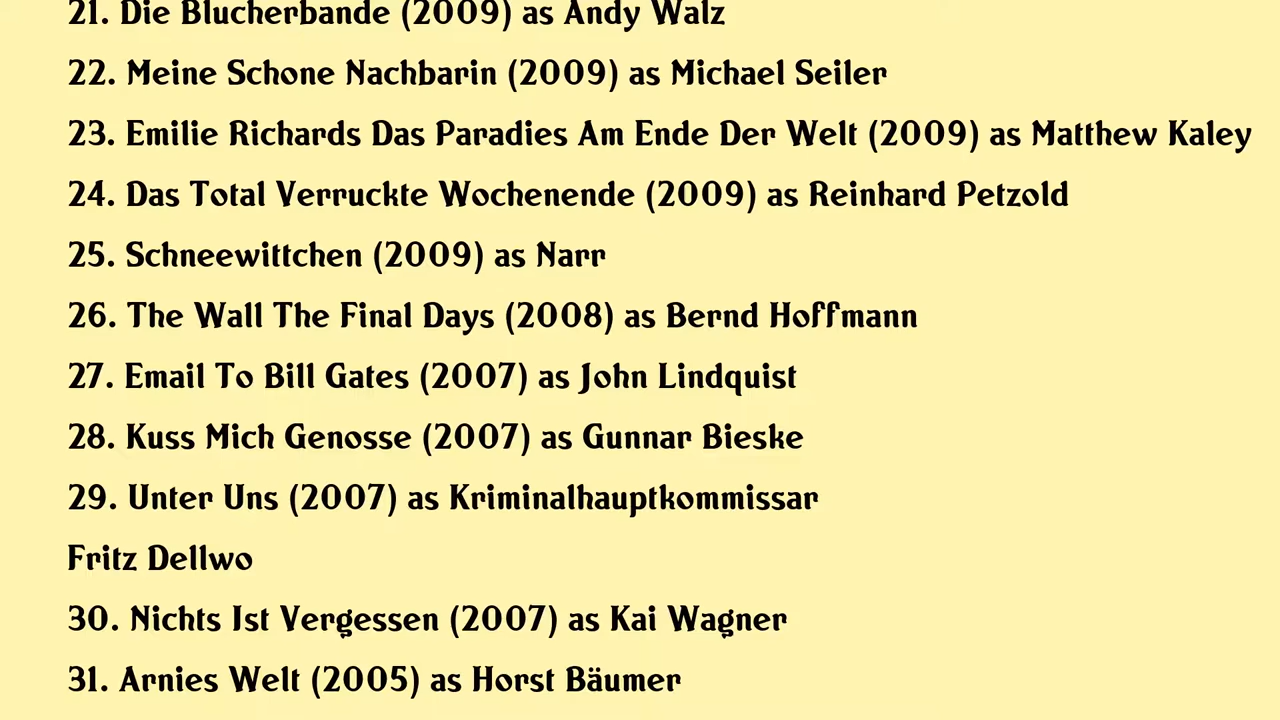 21. Die Blucherbande (2009) as Andy Walz
22. Meine Schone Nachbarin (2009) as Michael Seiler
23. Emilie Richards Das Paradies Am Ende Der Welt (2009) as Matthew Kaley
24. Das Total Verruckte Wochenende (2009) as Reinhard Petzold
25. Schneewittchen (2009) as Narr
26. The Wall The Final Days (2008) as Bernd Hoffmann
27. Email To Bill Gates (2007) as John Lindquist
28. Kuss Mich Genosse (2007) as Gunnar Bieske
29. Unter Uns (2007) as Kriminalhauptkommissar
Fritz Dellwo
30. Nichts Ist Vergessen (2007) as Kai Wagner
31. Arnies Welt (2005) as Horst Bäumer